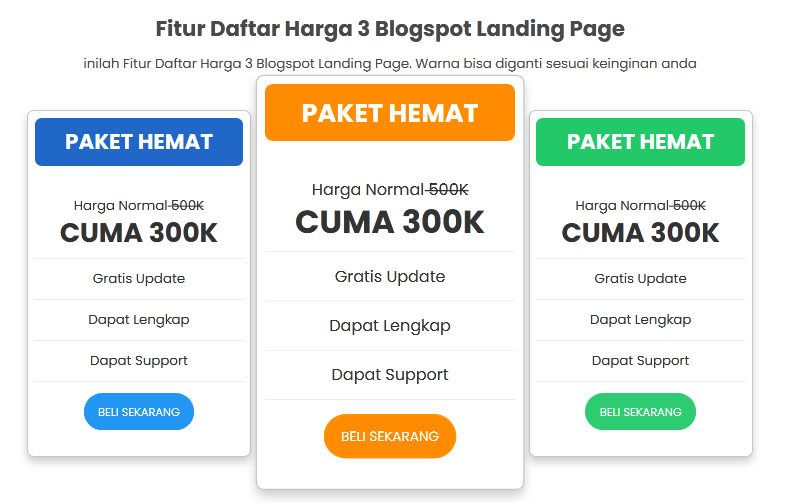 Fitur Daftar Harga 3 Blogspot Landing Page
inilah Fitur Daftar Harga 3 Blogspot Landing Page. Warna bisa diganti sesuai keinginan anda
PAKET HEMAT
Harga Normal 500K
CUMA 300K
Gratis Update
Dapat Lengkap
Dapat Support
BELI SEKARANG
PAKET HEMAT
Harga Normal 500K
CUMA 300K
Gratis Update
Dapat Lengkap
Dapat Support
BELI SEKARANG
PAKET HEMAT
Harga Normal 500K
CUMA 300K
Gratis Update
Dapat Lengkap
Dapat Support
BELI SEKARANG